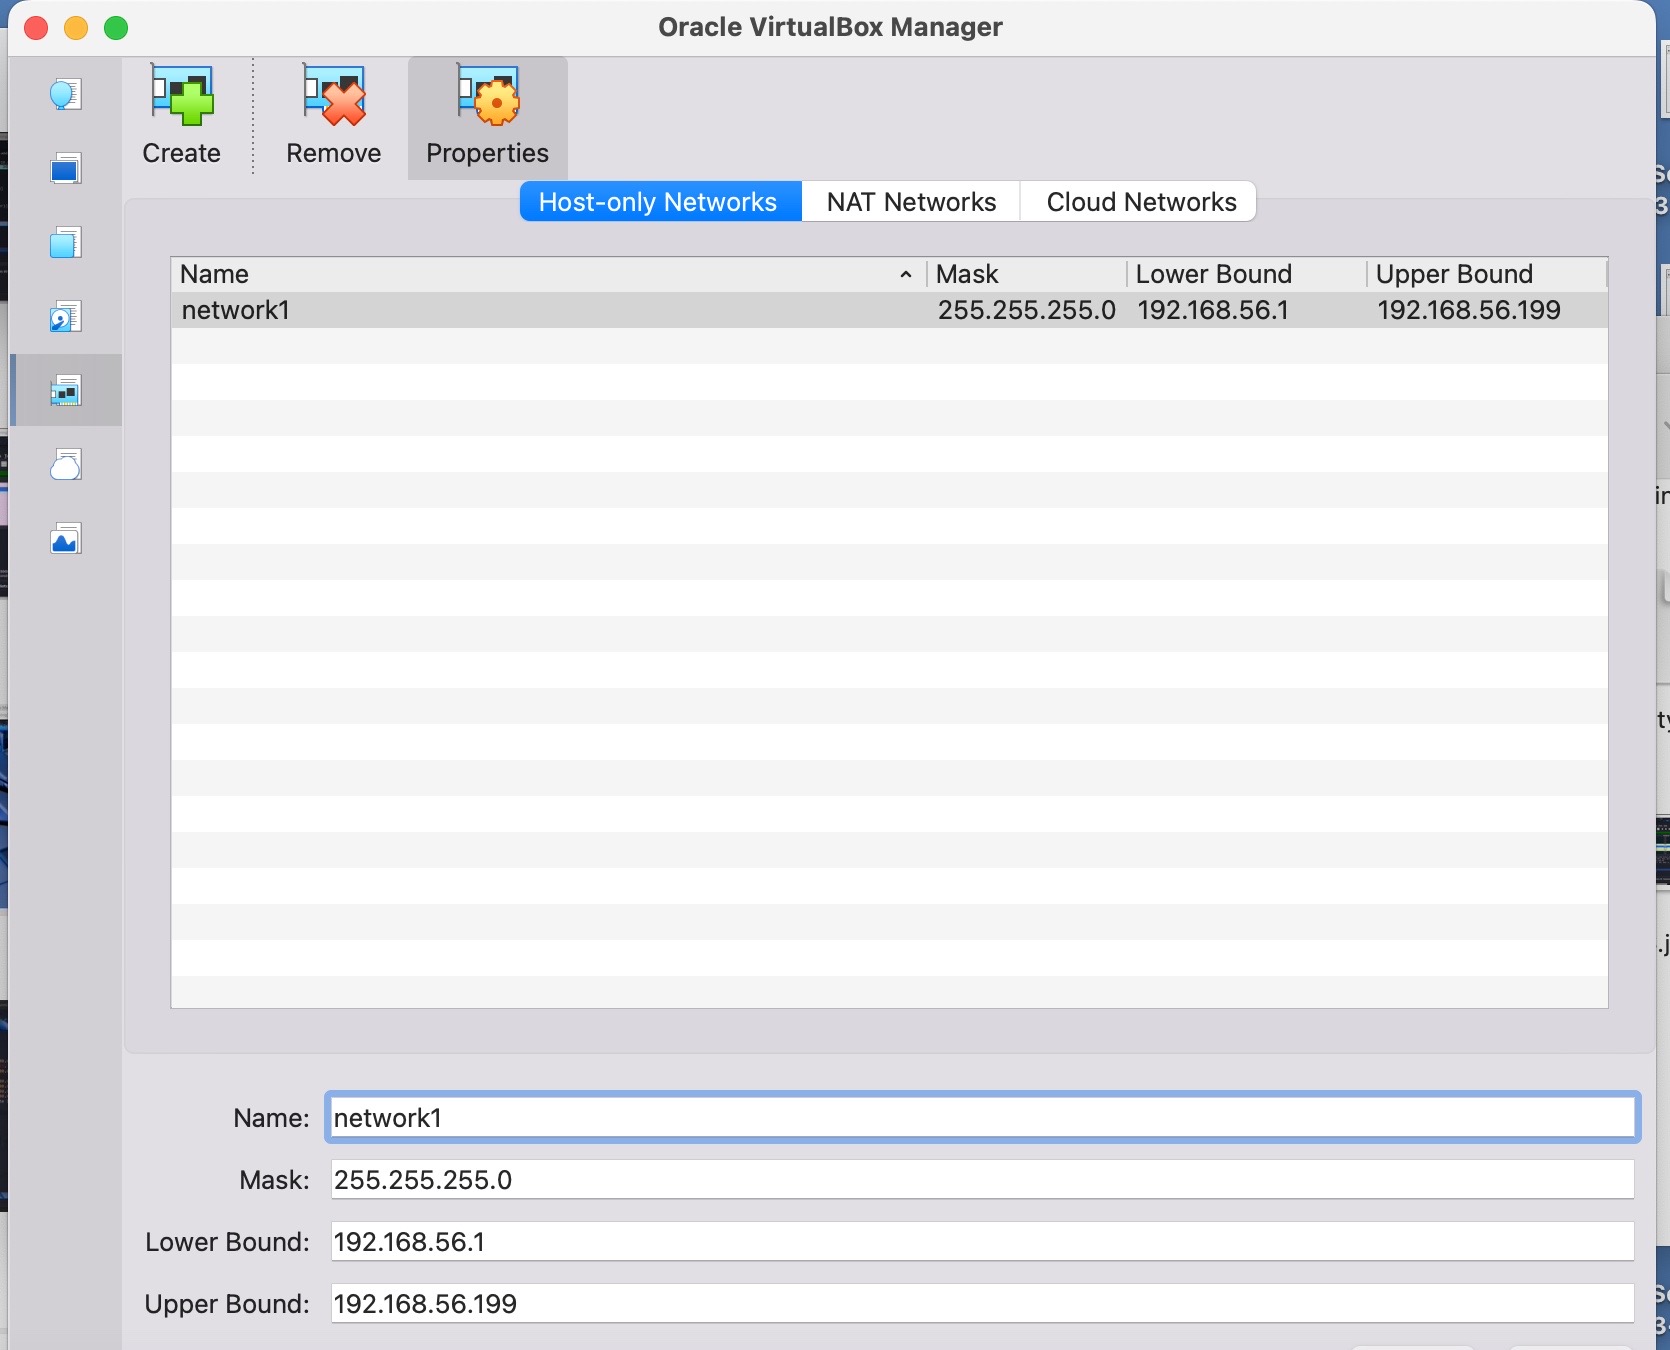 Oracle VirtualBox Manager
Create Remove Properties
Host-only Networks NAT Networks Cloud Networks
Name Mask Lower Bound Upper Bound
network1 255.255.255.0 192.168.56.1 192.168.56.199
Name: network1
Mask: 255.255.255.0
Lower Bound: 192.168.56.1
Upper Bound: 192.168.56.199